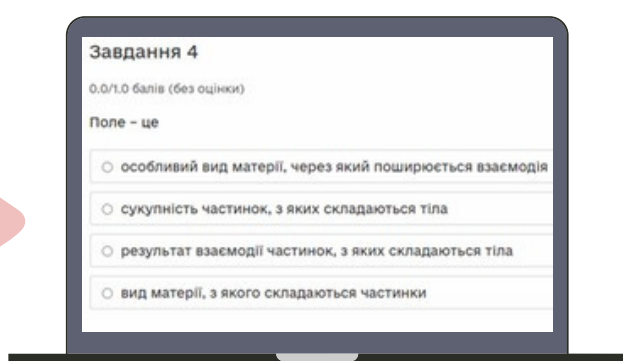 Завдання 4
0.0/1.0 балів (без оцінки)
Поле – це
особливий вид матерії, через який поширюється взаємодія
сукупність частинок, з яких складаються тіла
результат взаємодії частинок, з яких складаються тіла
вид матерії, з якого складаються частинки